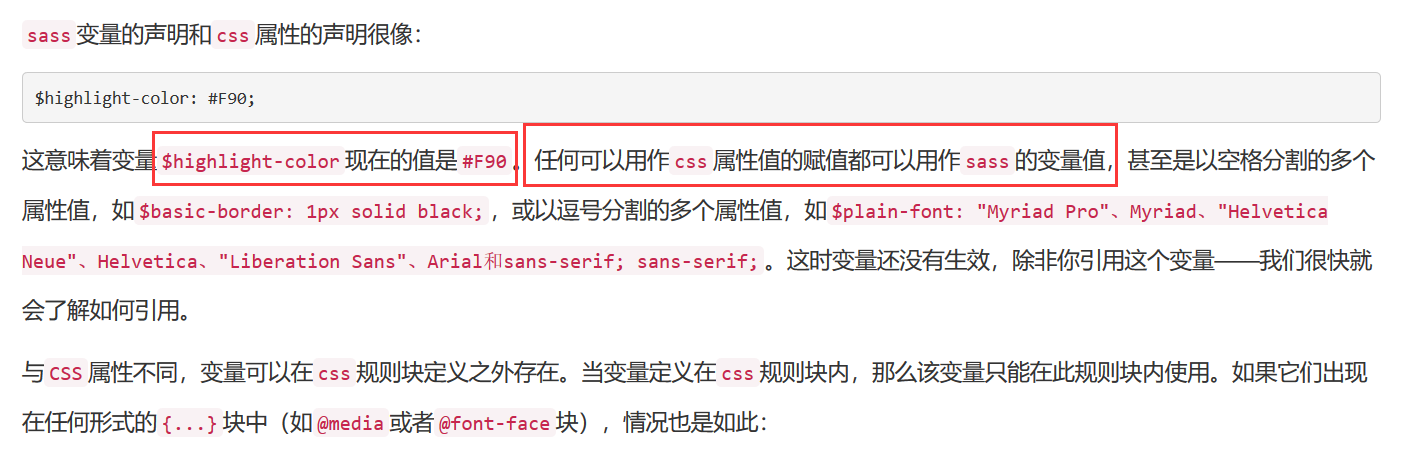 sass变量的声明和css属性的声明很像：
$highlight-color: #F90;
这意味着变量$highlight-color现在的值是#F90。任何可以用作css属性值的赋值都可以用作sass的变量值，甚至是以空格分割的多个
属性值，如$basic-border: 1px solid black;，或以逗号分割的多个属性值，如$plain-font: "Myriad Pro"、Myriad、"Helvetica
Neue"、Helvetica、"Liberation Sans"、Arial和sans-serif; sans-serif;。这时变量还没有生效，除非你引用这个变量——我们很快就
会了解如何引用。
与CSS属性不同，变量可以在css规则块定义之外存在。当变量定义在css规则块内，那么该变量只能在此规则块内使用。如果它们出现
在任何形式的{...}块中（如@media或者@font-face块），情况也是如此：